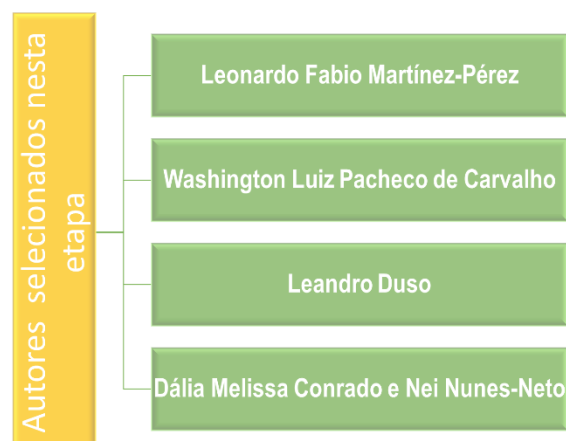 Autores selecionados nesta
etapa
Leonardo Fabio Martínez-Pérez
Washington Luiz Pacheco de Carvalho
Leandro Duso
Dália Melissa Conrado e Nei Nunes-Neto